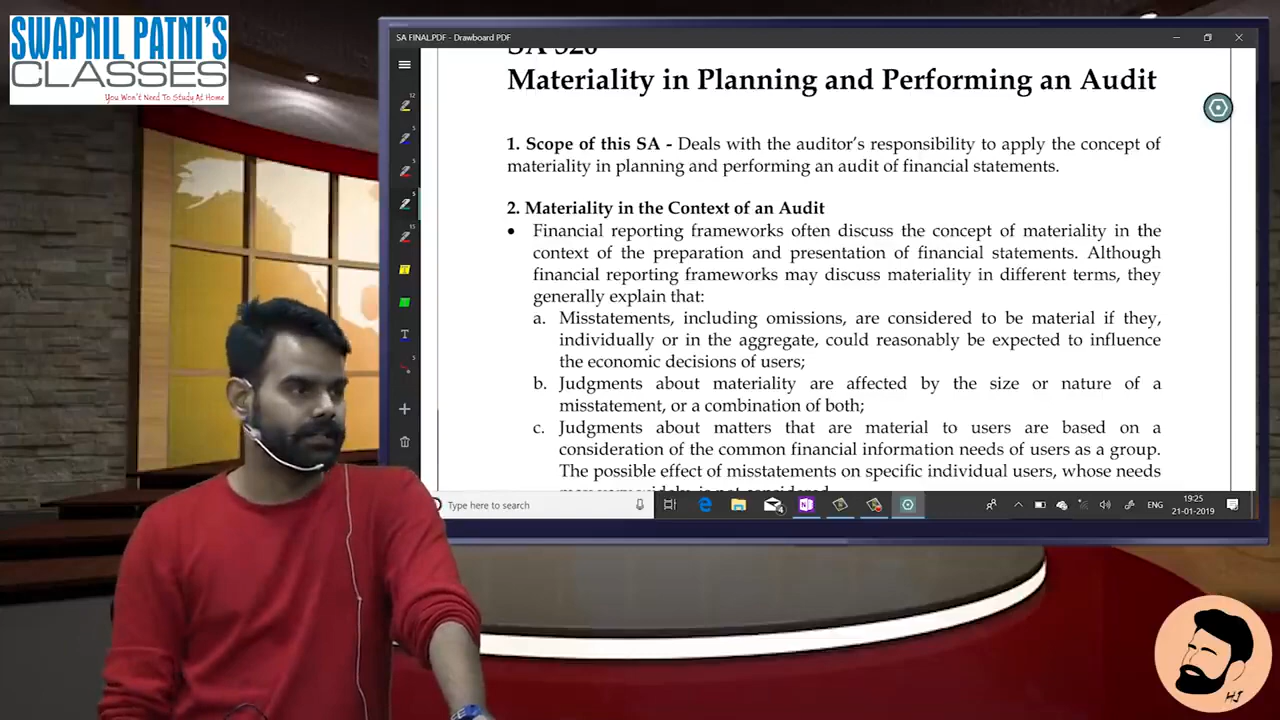 SWAPNIL PATNI'S
CLASSES
You Won't Need To Study At Home
SA FINAL.PDF - Drawboard PDF
SA 320
Materiality in Planning and Performing an Audit
1. Scope of this SA - Deals with the auditor's responsibility to apply the concept of
materiality in planning and performing an audit of financial statements.
2. Materiality in the Context of an Audit
• Financial reporting frameworks often discuss the concept of materiality in the
context of the preparation and presentation of financial statements. Although
financial reporting frameworks may discuss materiality in different terms, they
generally explain that:
a. Misstatements, including omissions, are considered to be material if they,
individually or in the aggregate, could reasonably be expected to influence
the economic decisions of users;
b. Judgments about materiality are affected by the size or nature of a
misstatement, or a combination of both;
c. Judgments about matters that are material to users are based on a
consideration of the common financial information needs of users as a group.
The possible effect of misstatements on specific individual users, whose needs
Type here to search
ENG
19:25
21-01-2019
HJ